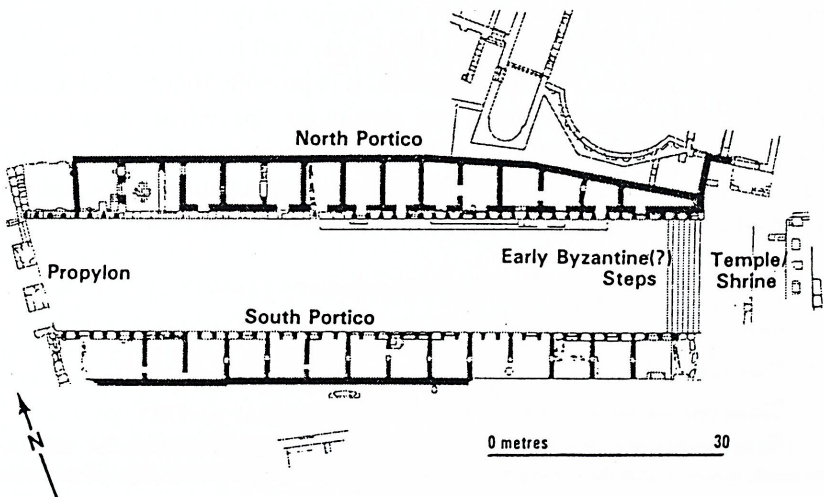 North Portico
Propylon
Early Byzantine(?)
Steps
Temple/
Shrine
South Portico
N
0 metres 30